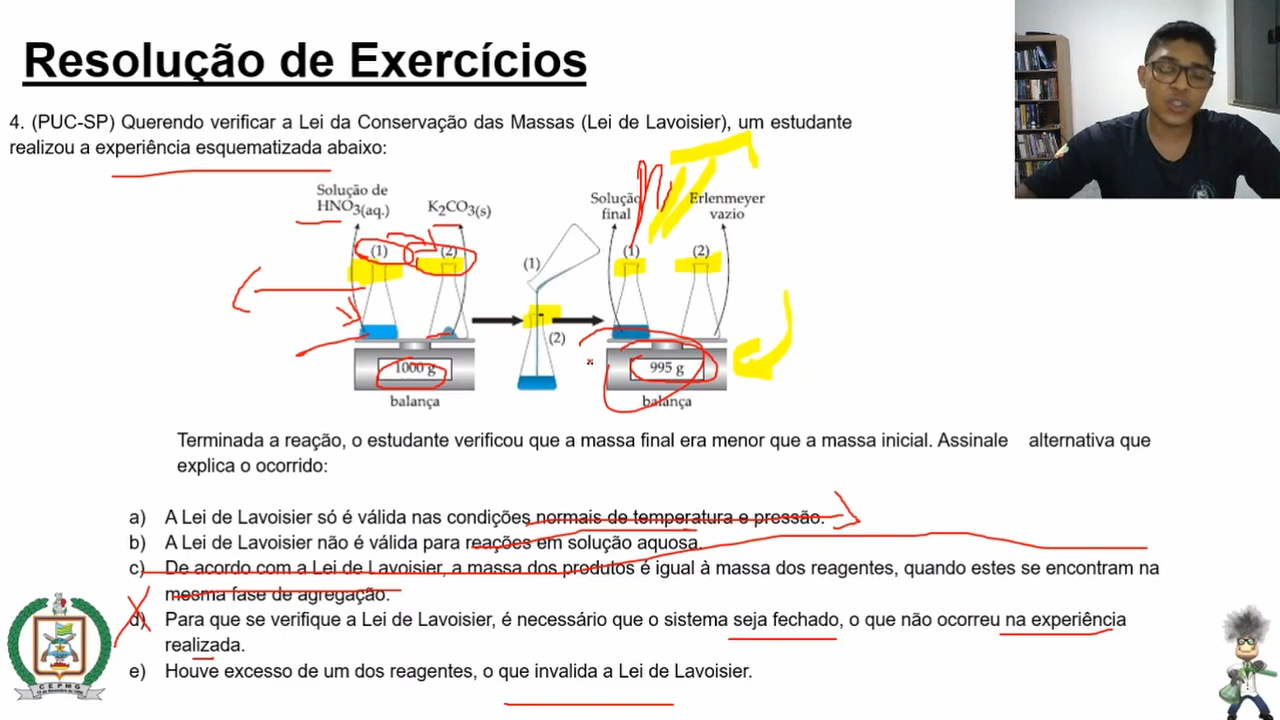 Resolução de Exercícios
4. (PUC-SP) Querendo verificar a Lei da Conservação das Massas (Lei de Lavoisier), um estudante
realizou a experiência esquematizada abaixo:
Solução de
HNO3(aq.)
K2CO3(s)
Solução
final
Erlenmeyer
vazio
(1)
(2)
(1)
(2)
(1)
(2)
1000 g
995 g
balança
balança
Terminada a reação, o estudante verificou que a massa final era menor que a massa inicial. Assinale alternativa que
explica o ocorrido:
a) A Lei de Lavoisier só é válida nas condições normais de temperatura e pressão.
b) A Lei de Lavoisier não é válida para reações em solução aquosa.
c) De acordo com a Lei de Lavoisier, a massa dos produtos é igual à massa dos reagentes, quando estes se encontram na
mesma fase de agregação.
d) Para que se verifique a Lei de Lavoisier, é necessário que o sistema seja fechado, o que não ocorreu na experiência
realizada.
e) Houve excesso de um dos reagentes, o que invalida a Lei de Lavoisier.
CEPMG